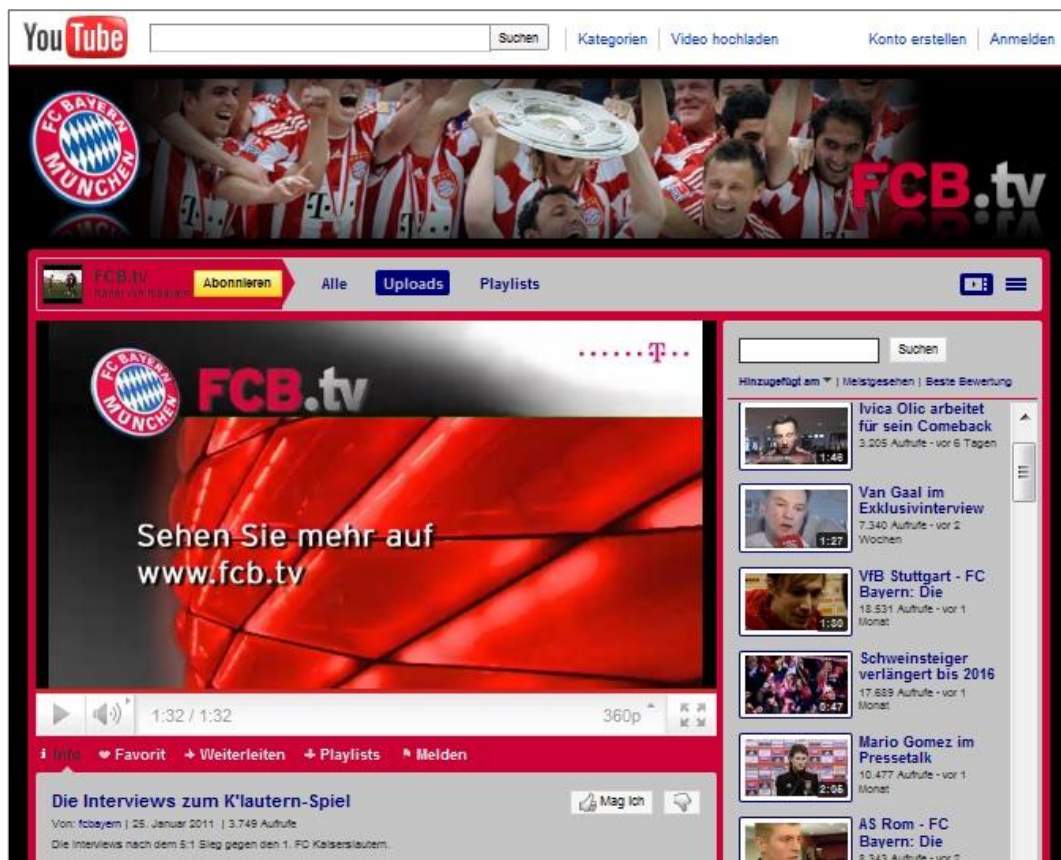 You Tube
Suchen
Kategorien
Video hochladen
Konto erstellen
Anmelden
FC BAYERN
MÜNCHEN
FCB.tv
FCB.tv
Abonnieren
Alle
Uploads
Playlists
FC BAYERN
MÜNCHEN
FCB.tv
T
Sehen Sie mehr auf
www.fcb.tv
1:32 / 1:32
360p
Info
Favorit
Weiterleiten
Playlists
Melden
Die Interviews zum K'lautern-Spiel
Mag ich
Von: fcbayern | 25. Januar 2011 | 3.749 Aufrufe
Die Interviews nach dem 5:1 Sieg gegen den 1. FC Kaiserslautern.
Suchen
Hinzugefügt am | Meistgesehen | Beste Bewertung
Ivica Olic arbeitet
für sein Comeback
3.205 Aufrufe - vor 6 Tagen
1:46
Van Gaal im
Exklusivinterview
7.340 Aufrufe - vor 2
Wochen
1:27
VfB Stuttgart - FC
Bayern: Die
18.531 Aufrufe - vor 1
Monat
1:30
Schweinsteiger
verlängert bis 2016
17.689 Aufrufe - vor 1
Monat
0:47
Mario Gomez im
Pressetalk
10.477 Aufrufe - vor 1
Monat
2:05
AS Rom - FC
Bayern: Die
8.343 Aufrufe - vor 2